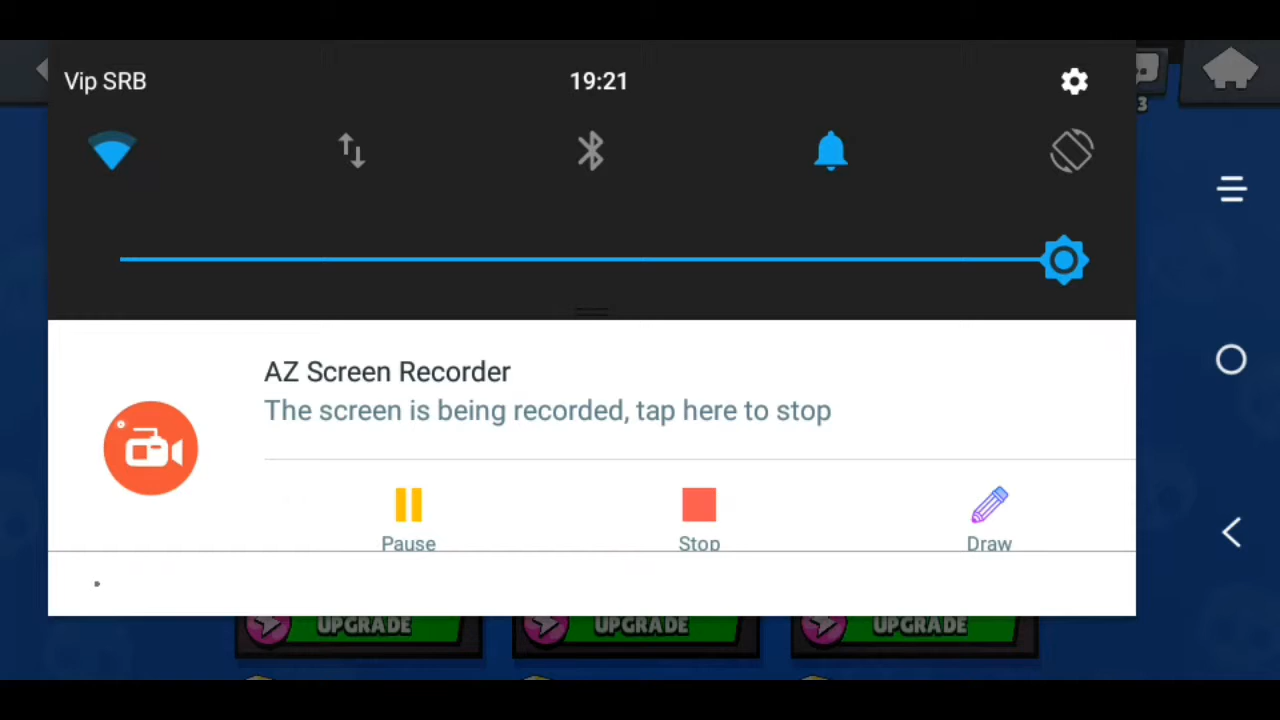 Vip SRB 19:21
3
AZ Screen Recorder
The screen is being recorded, tap here to stop
Pause Stop Draw
UPGRADE UPGRADE UPGRADE